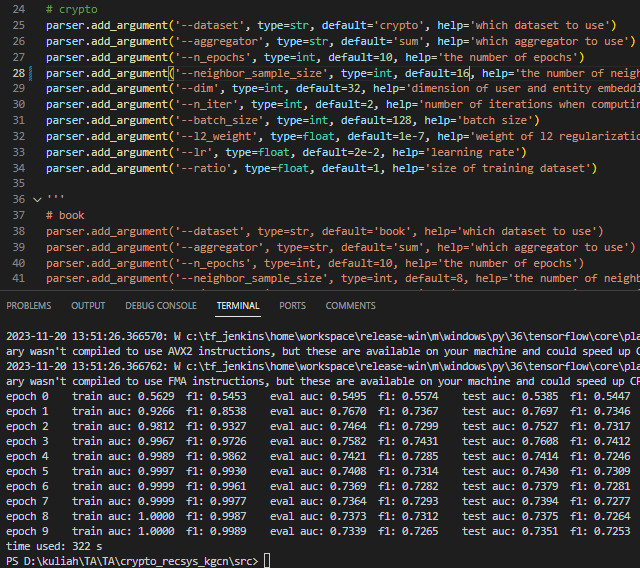 24 # crypto
25 parser.add_argument('--dataset', type=str, default='crypto', help='which dataset to use')
26 parser.add_argument('--aggregator', type=str, default='sum', help='which aggregator to use')
27 parser.add_argument('--n_epochs', type=int, default=10, help='the number of epochs')
28 parser.add_argument('--neighbor_sample_size', type=int, default=16, help='the number of neigh
29 parser.add_argument('--dim', type=int, default=32, help='dimension of user and entity embeddi
30 parser.add_argument('--n_iter', type=int, default=2, help='number of iterations when computin
31 parser.add_argument('--batch_size', type=int, default=128, help='batch size')
32 parser.add_argument('--l2_weight', type=float, default=1e-7, help='weight of l2 regularizatio
33 parser.add_argument('--lr', type=float, default=2e-2, help='learning rate')
34 parser.add_argument('--ratio', type=float, default=1, help='size of training dataset')
35
36 '''
37 # book
38 parser.add_argument('--dataset', type=str, default='book', help='which dataset to use')
39 parser.add_argument('--aggregator', type=str, default='sum', help='which aggregator to use')
40 parser.add_argument('--n_epochs', type=int, default=10, help='the number of epochs')
41 parser.add_argument('--neighbor_sample_size', type=int, default=8, help='the number of neighb
PROBLEMS OUTPUT DEBUG CONSOLE TERMINAL PORTS COMMENTS
2023-11-20 13:51:26.366570: W c:\tf_jenkins\home\workspace\release-win\m\windows\py\36\tensorflow\core\pla
ary wasn't compiled to use AVX2 instructions, but these are available on your machine and could speed up C
2023-11-20 13:51:26.366762: W c:\tf_jenkins\home\workspace\release-win\m\windows\py\36\tensorflow\core\pla
ary wasn't compiled to use FMA instructions, but these are available on your machine and could speed up CP
epoch 0 train auc: 0.5629 f1: 0.5453 eval auc: 0.5495 f1: 0.5574 test auc: 0.5385 f1: 0.5447
epoch 1 train auc: 0.9266 f1: 0.8538 eval auc: 0.7670 f1: 0.7367 test auc: 0.7697 f1: 0.7346
epoch 2 train auc: 0.9812 f1: 0.9327 eval auc: 0.7464 f1: 0.7299 test auc: 0.7527 f1: 0.7317
epoch 3 train auc: 0.9967 f1: 0.9726 eval auc: 0.7582 f1: 0.7431 test auc: 0.7608 f1: 0.7412
epoch 4 train auc: 0.9989 f1: 0.9862 eval auc: 0.7421 f1: 0.7285 test auc: 0.7414 f1: 0.7246
epoch 5 train auc: 0.9997 f1: 0.9930 eval auc: 0.7408 f1: 0.7314 test auc: 0.7430 f1: 0.7309
epoch 6 train auc: 0.9999 f1: 0.9961 eval auc: 0.7369 f1: 0.7282 test auc: 0.7379 f1: 0.7281
epoch 7 train auc: 0.9999 f1: 0.9977 eval auc: 0.7364 f1: 0.7293 test auc: 0.7394 f1: 0.7277
epoch 8 train auc: 1.0000 f1: 0.9987 eval auc: 0.7373 f1: 0.7312 test auc: 0.7375 f1: 0.7264
epoch 9 train auc: 1.0000 f1: 0.9989 eval auc: 0.7339 f1: 0.7265 test auc: 0.7351 f1: 0.7253
time used: 322 s
PS D:\kuliah\TA\TA\crypto_recsys_kgcn\src>